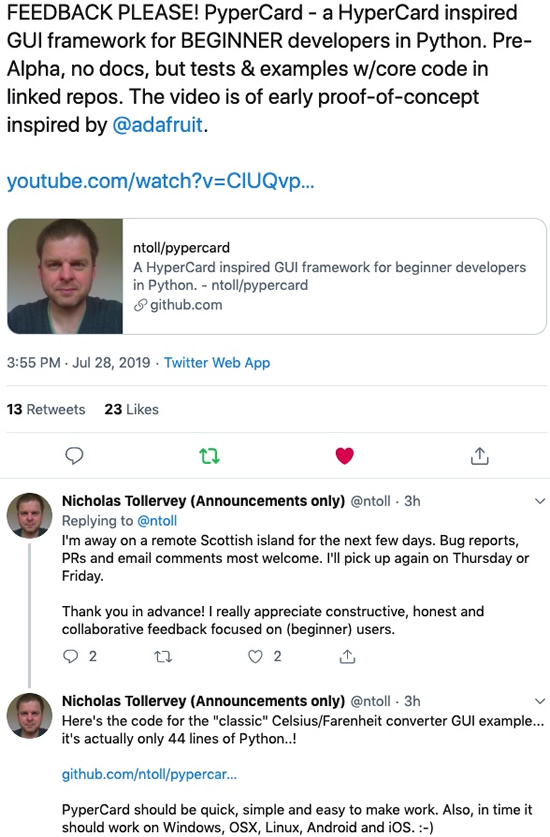 FEEDBACK PLEASE! PyperCard - a HyperCard inspired
GUI framework for BEGINNER developers in Python. Pre-
Alpha, no docs, but tests & examples w/core code in
linked repos. The video is of early proof-of-concept
inspired by @adafruit.
youtube.com/watch?v=ClUQvp...
ntoll/pypercard
A HyperCard inspired GUI framework for beginner developers
in Python. - ntoll/pypercard
github.com
3:55 PM · Jul 28, 2019 · Twitter Web App
13 Retweets 23 Likes
Nicholas Tollervey (Announcements only) @ntoll · 3h
Replying to @ntoll
I'm away on a remote Scottish island for the next few days. Bug reports,
PRs and email comments most welcome. I'll pick up again on Thursday or
Friday.
Thank you in advance! I really appreciate constructive, honest and
collaborative feedback focused on (beginner) users.
2 2
Nicholas Tollervey (Announcements only) @ntoll · 3h
Here's the code for the "classic" Celsius/Farenheit converter GUI example...
it's actually only 44 lines of Python..!
github.com/ntoll/pypercar...
PyperCard should be quick, simple and easy to make work. Also, in time it
should work on Windows, OSX, Linux, Android and iOS. :-)